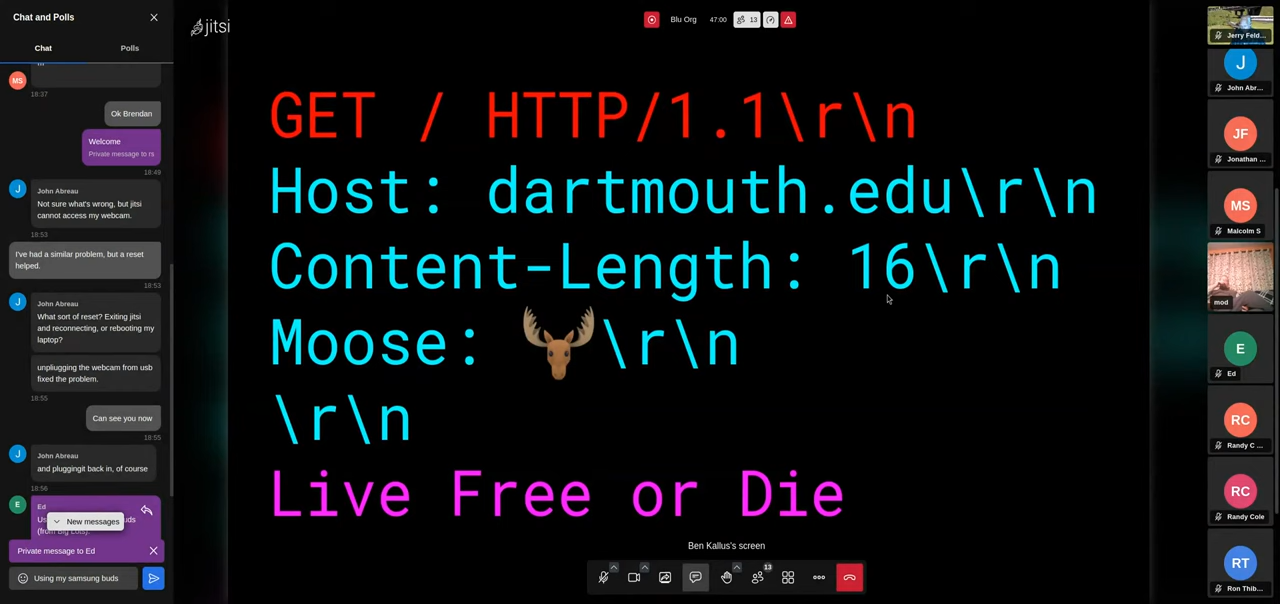 Chat and Polls
Chat
Polls
MS
18:37
Ok Brendan
Welcome
Private message to rs
18:49
J
John Abreau
Not sure what's wrong, but jitsi
cannot access my webcam.
18:53
I've had a similar problem, but a reset
helped.
18:53
J
John Abreau
What sort of reset? Exiting jitsi
and reconnecting, or rebooting my
laptop?
unplugging the webcam from usb
fixed the problem.
18:55
Can see you now
18:55
J
John Abreau
and pluggingit back in, of course
18:56
E
Ed
New messages
Private message to Ed
Using my samsung buds
jitsi
Blu Org
47:00
13
GET / HTTP/1.1\r\n
Host: dartmouth.edu\r\n
Content-Length: 16\r\n
Moose: 🫎\r\n
\r\n
Live Free or Die
Ben Kallus's screen
13
Jerry Feld...
J
John Abr...
JF
Jonathan ...
MS
Malcolm S
mod
E
Ed
RC
Randy C ...
RC
Randy Cole
RT
Ron Thib...